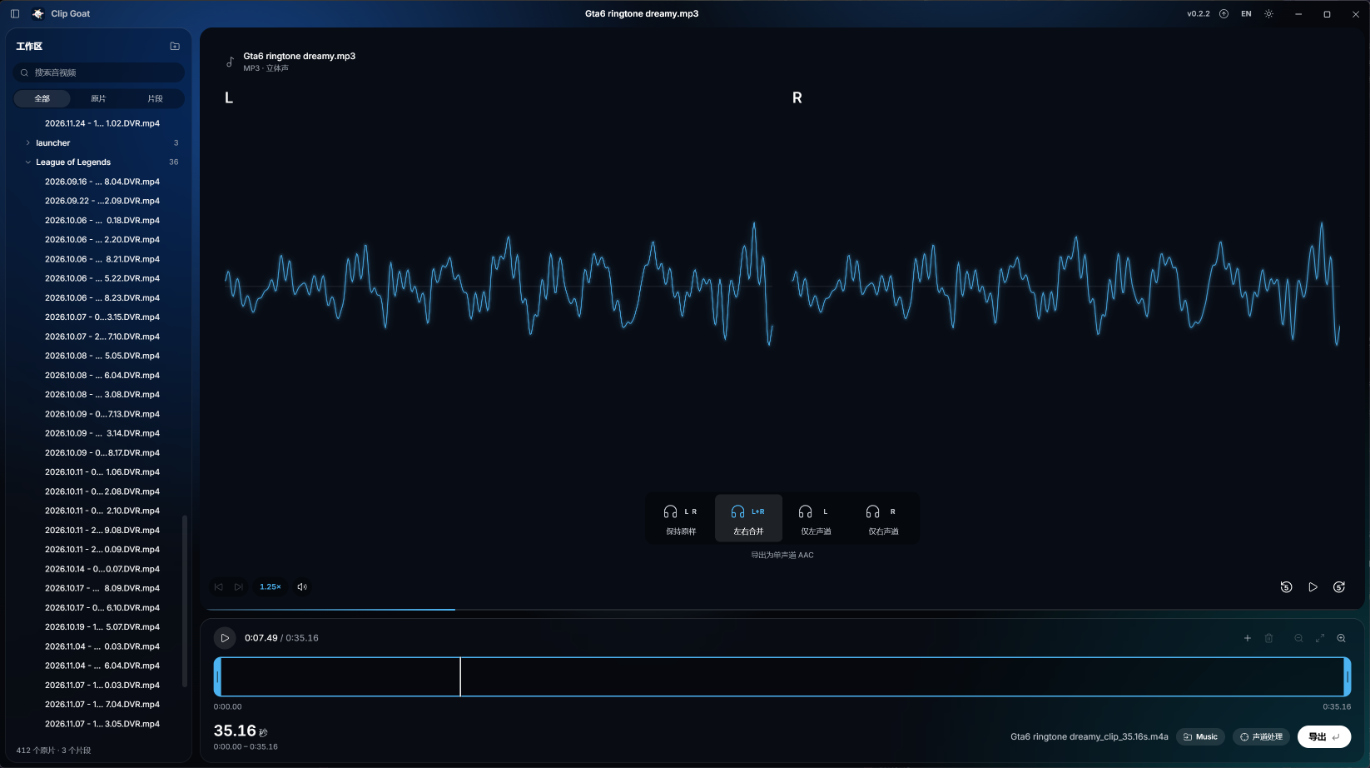 Clip Goat
Gta6 ringtone dreamy.mp3
v0.2.2
EN
工作区
搜索音视频
全部 原片 片段
2026.11.24 - 1... 1.02.DVR.mp4
launcher 3
League of Legends 36
2026.09.16 - ... 8.04.DVR.mp4
2026.09.22 - ...2.09.DVR.mp4
2026.10.06 - ... 0.18.DVR.mp4
2026.10.06 - ... 2.20.DVR.mp4
2026.10.06 - ... 8.21.DVR.mp4
2026.10.06 - ... 5.22.DVR.mp4
2026.10.06 - ... 8.23.DVR.mp4
2026.10.07 - 0...3.15.DVR.mp4
2026.10.07 - 2...7.10.DVR.mp4
2026.10.08 - ... 5.05.DVR.mp4
2026.10.08 - ... 6.04.DVR.mp4
2026.10.08 - ... 3.08.DVR.mp4
2026.10.09 - 0...7.13.DVR.mp4
2026.10.09 - ... 3.14.DVR.mp4
2026.10.09 - 0...8.17.DVR.mp4
2026.10.11 - 0... 1.06.DVR.mp4
2026.10.11 - 0... 2.08.DVR.mp4
2026.10.11 - 0... 2.10.DVR.mp4
2026.10.11 - 2... 9.08.DVR.mp4
2026.10.11 - 2... 0.09.DVR.mp4
2026.10.14 - 0...0.07.DVR.mp4
2026.10.17 - ... 8.09.DVR.mp4
2026.10.17 - 0... 6.10.DVR.mp4
2026.10.19 - 1... 5.07.DVR.mp4
2026.11.04 - ... 0.03.DVR.mp4
2026.11.04 - ... 6.04.DVR.mp4
2026.11.07 - 1...0.03.DVR.mp4
2026.11.07 - 1... 7.04.DVR.mp4
2026.11.07 - 1... 3.05.DVR.mp4
412 个原片 · 3 个片段
Gta6 ringtone dreamy.mp3
MP3 · 立体声
L R
L R L+R L R
保持原样 左右合并 仅左声道 仅右声道
导出为单声道 AAC
1.25×
5 5
0:07.49 / 0:35.16
0:00.00 0:35.16
35.16 秒
0:00.00 – 0:35.16
Gta6 ringtone dreamy_clip_35.16s.m4a
Music
声道处理
导出